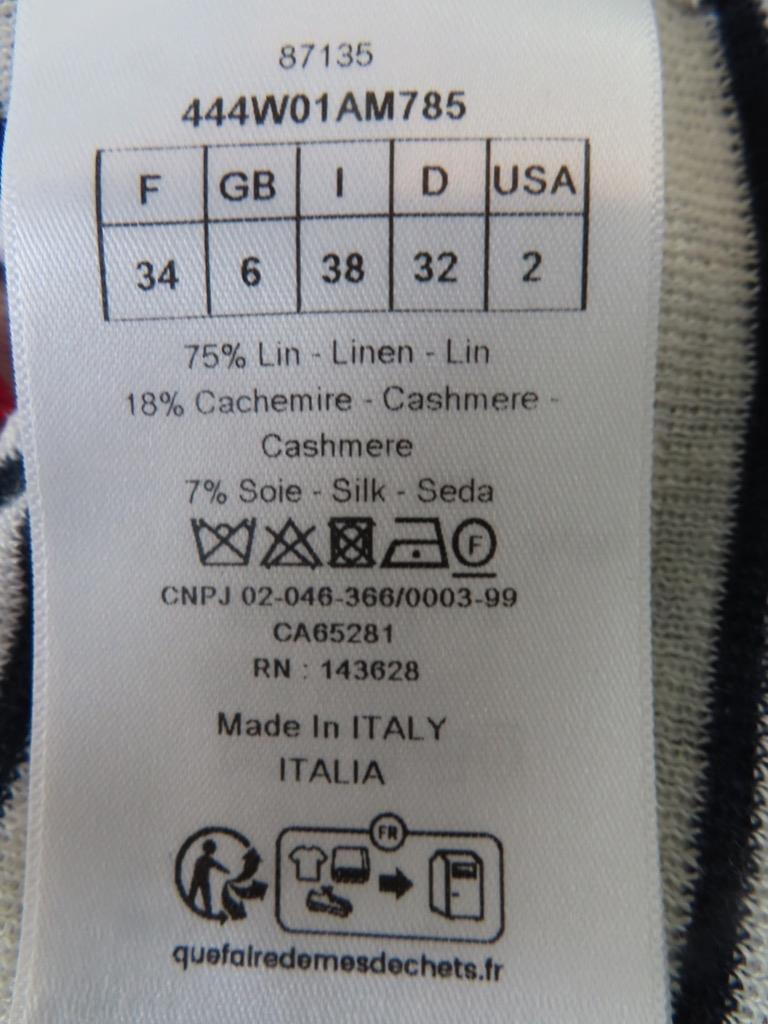 87135
444W01AM785
F GB I D USA
34 6 38 32 2
75% Lin - Linen - Lin
18% Cachemire - Cashmere -
Cashmere
7% Soie - Silk - Seda
F
CNPJ 02-046-366/0003-99
CA65281
RN : 143628
Made In ITALY
ITALIA
FR
quefairedemesdechets.fr